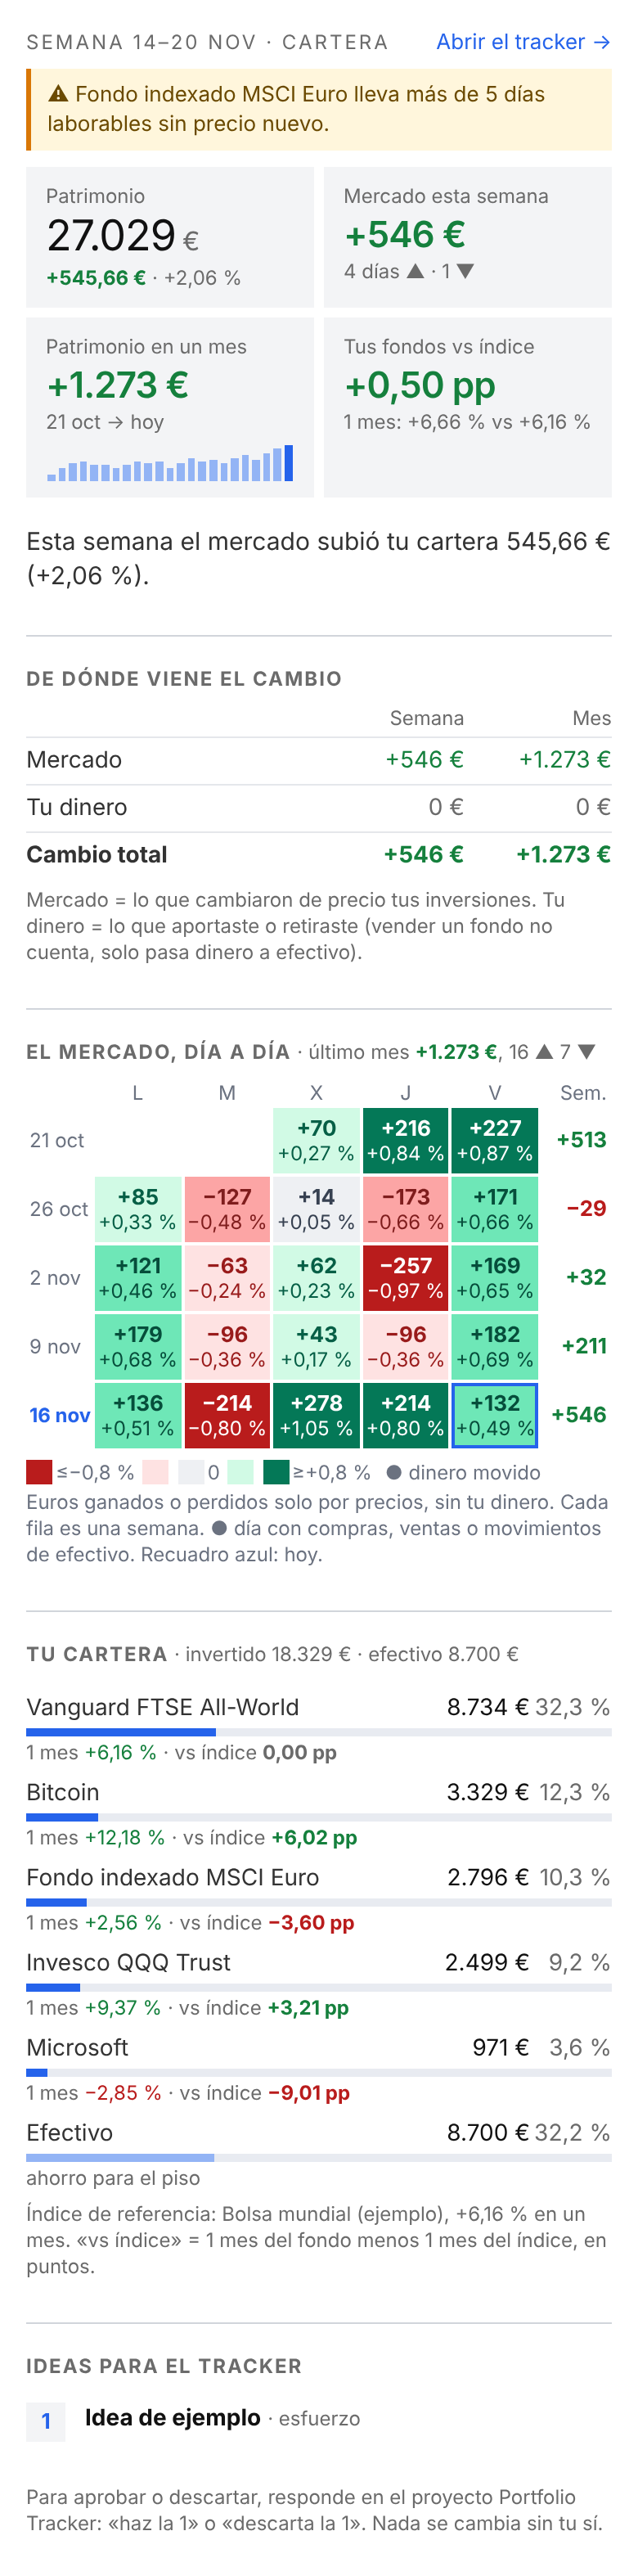 SEMANA 14–20 NOV · CARTERA Abrir el tracker →
⚠ Fondo indexado MSCI Euro lleva más de 5 días
laborables sin precio nuevo.
Patrimonio
27.029 €
+545,66 € · +2,06 %
Mercado esta semana
+546 €
4 días ▲ · 1 ▼
Patrimonio en un mes
+1.273 €
21 oct → hoy
Tus fondos vs índice
+0,50 pp
1 mes: +6,66 % vs +6,16 %
Esta semana el mercado subió tu cartera 545,66 €
(+2,06 %).
DE DÓNDE VIENE EL CAMBIO
Semana Mes
Mercado +546 € +1.273 €
Tu dinero 0 € 0 €
Cambio total +546 € +1.273 €
Mercado = lo que cambiaron de precio tus inversiones. Tu
dinero = lo que aportaste o retiraste (vender un fondo no
cuenta, solo pasa dinero a efectivo).
EL MERCADO, DÍA A DÍA · último mes +1.273 €, 16 ▲ 7 ▼
L M X J V Sem.
+70 +216 +227
21 oct +513
+0,27 % +0,84 % +0,87 %
+85 −127 +14 −173 +171
26 oct −29
+0,33 % −0,48 % +0,05 % −0,66 % +0,66 %
+121 −63 +62 −257 +169
2 nov +32
+0,46 % −0,24 % +0,23 % −0,97 % +0,65 %
+179 −96 +43 −96 +182
9 nov +211
+0,68 % −0,36 % +0,17 % −0,36 % +0,69 %
+136 −214 +278 +214 +132
16 nov +546
+0,51 % −0,80 % +1,05 % +0,80 % +0,49 %
≤−0,8 % 0 ≥+0,8 % ● dinero movido
Euros ganados o perdidos solo por precios, sin tu dinero. Cada
fila es una semana. ● día con compras, ventas o movimientos
de efectivo. Recuadro azul: hoy.
TU CARTERA · invertido 18.329 € · efectivo 8.700 €
Vanguard FTSE All-World 8.734 € 32,3 %
1 mes +6,16 % · vs índice 0,00 pp
Bitcoin 3.329 € 12,3 %
1 mes +12,18 % · vs índice +6,02 pp
Fondo indexado MSCI Euro 2.796 € 10,3 %
1 mes +2,56 % · vs índice −3,60 pp
Invesco QQQ Trust 2.499 € 9,2 %
1 mes +9,37 % · vs índice +3,21 pp
Microsoft 971 € 3,6 %
1 mes −2,85 % · vs índice −9,01 pp
Efectivo 8.700 € 32,2 %
ahorro para el piso
Índice de referencia: Bolsa mundial (ejemplo), +6,16 % en un
mes. «vs índice» = 1 mes del fondo menos 1 mes del índice, en
puntos.
IDEAS PARA EL TRACKER
1 Idea de ejemplo · esfuerzo
Para aprobar o descartar, responde en el proyecto Portfolio
Tracker: «haz la 1» o «descarta la 1». Nada se cambia sin tu sí.